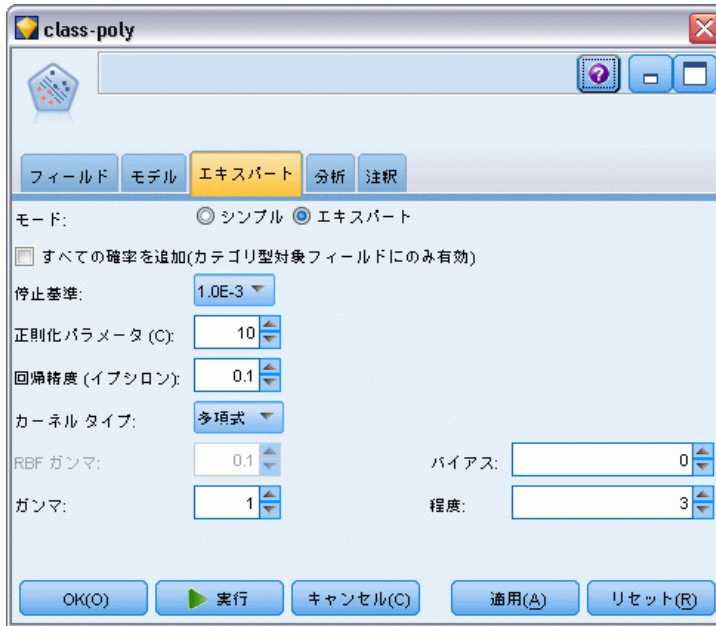 class-poly
フィールド モデル エキスパート 分析 注釈
モード: シンプル エキスパート
すべての確率を追加(カテゴリ型対象フィールドにのみ有効)
停止基準: 1.0E-3
正則化パラメータ (C): 10
回帰精度 (イプシロン): 0.1
カーネル タイプ: 多項式
RBF ガンマ: 0.1 バイアス: 0
ガンマ: 1 程度: 3
OK(O) 実行 キャンセル(C) 適用(A) リセット(R)